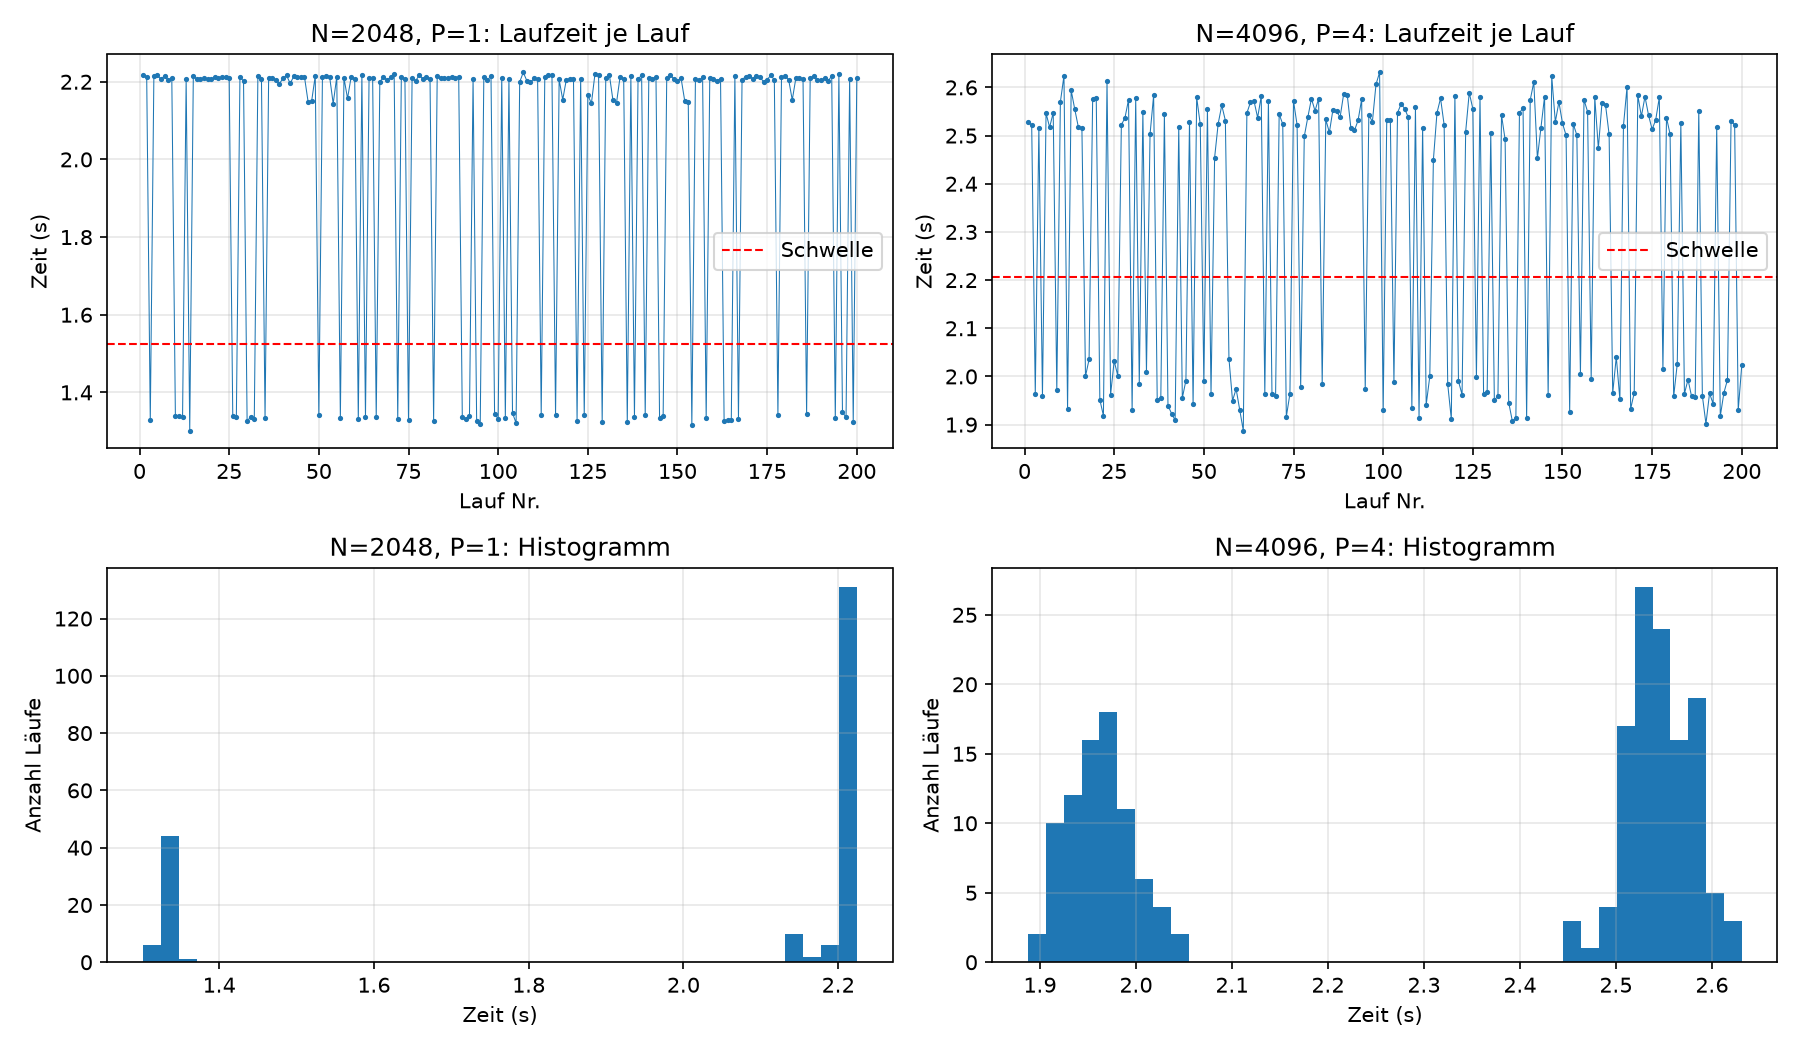 N=2048, P=1: Laufzeit je Lauf
2.2
2.0
1.8
1.6
1.4
Zeit (s)
Schwelle
0 25 50 75 100 125 150 175 200
Lauf Nr.
N=4096, P=4: Laufzeit je Lauf
2.6
2.5
2.4
2.3
2.2
2.1
2.0
1.9
Zeit (s)
Schwelle
0 25 50 75 100 125 150 175 200
Lauf Nr.
N=2048, P=1: Histogramm
120
100
80
60
40
20
0
Anzahl Läufe
1.4 1.6 1.8 2.0 2.2
Zeit (s)
N=4096, P=4: Histogramm
25
20
15
10
5
0
Anzahl Läufe
1.9 2.0 2.1 2.2 2.3 2.4 2.5 2.6
Zeit (s)